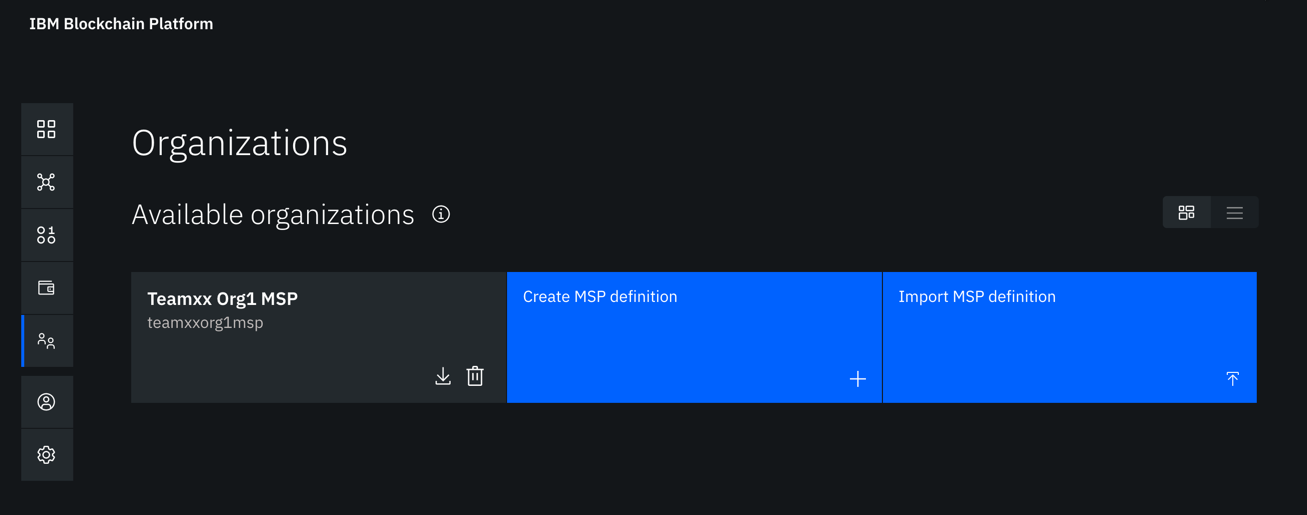 IBM Blockchain Platform
Organizations
Available organizations
Teamxx Org1 MSP
teamxxorg1msp
Create MSP definition
Import MSP definition